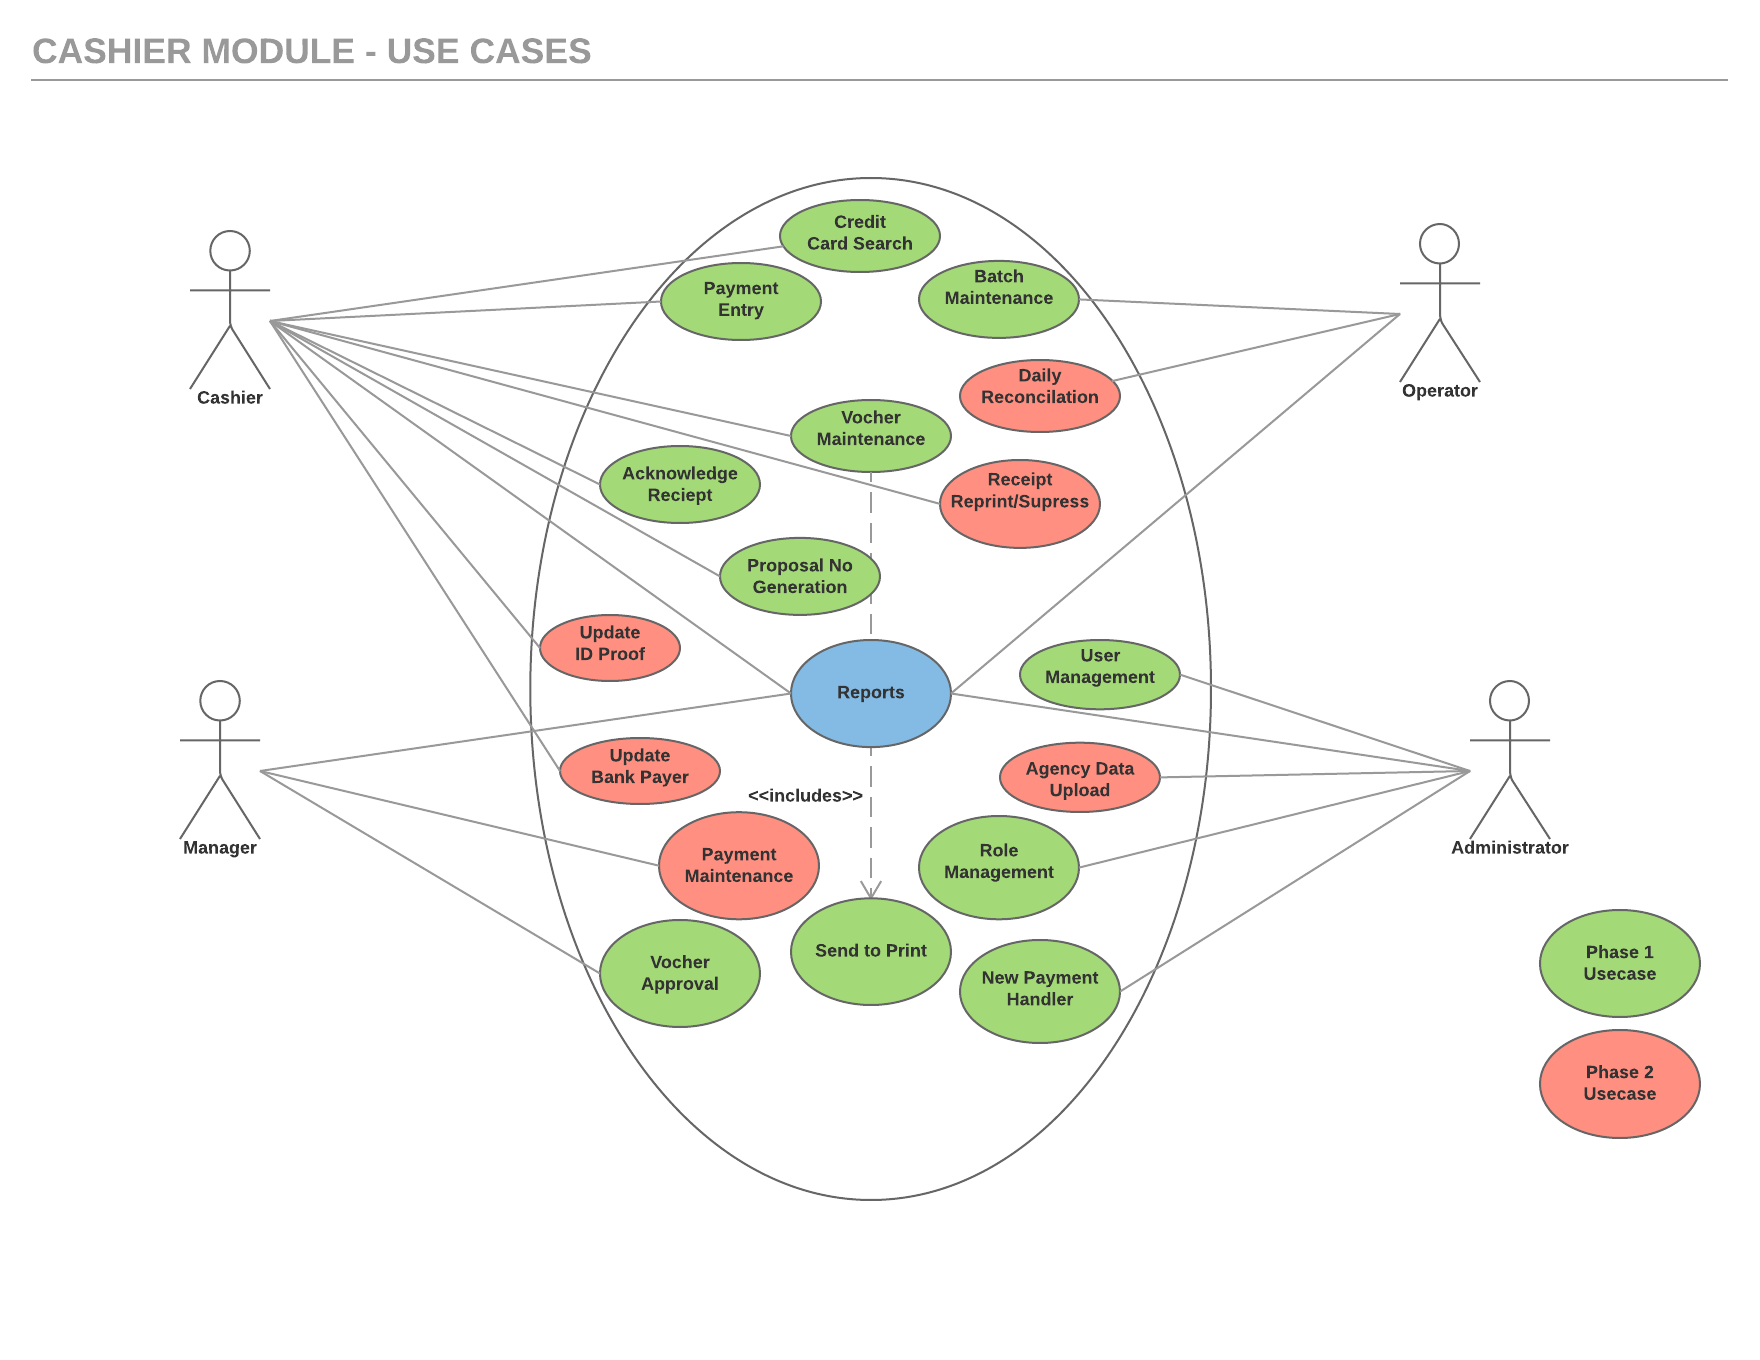 CASHIER MODULE - USE CASES
Credit
Card Search
Payment
Entry
Batch
Maintenance
Cashier
Operator
Daily
Reconcilation
Vocher
Maintenance
Acknowledge
Reciept
Receipt
Reprint/Supress
Proposal No
Generation
Update
ID Proof
Reports
User
Management
Manager
Administrator
Update
Bank Payer
Agency Data
Upload
<<includes>>
Payment
Maintenance
Role
Management
Vocher
Approval
Send to Print
New Payment
Handler
Phase 1
Usecase
Phase 2
Usecase